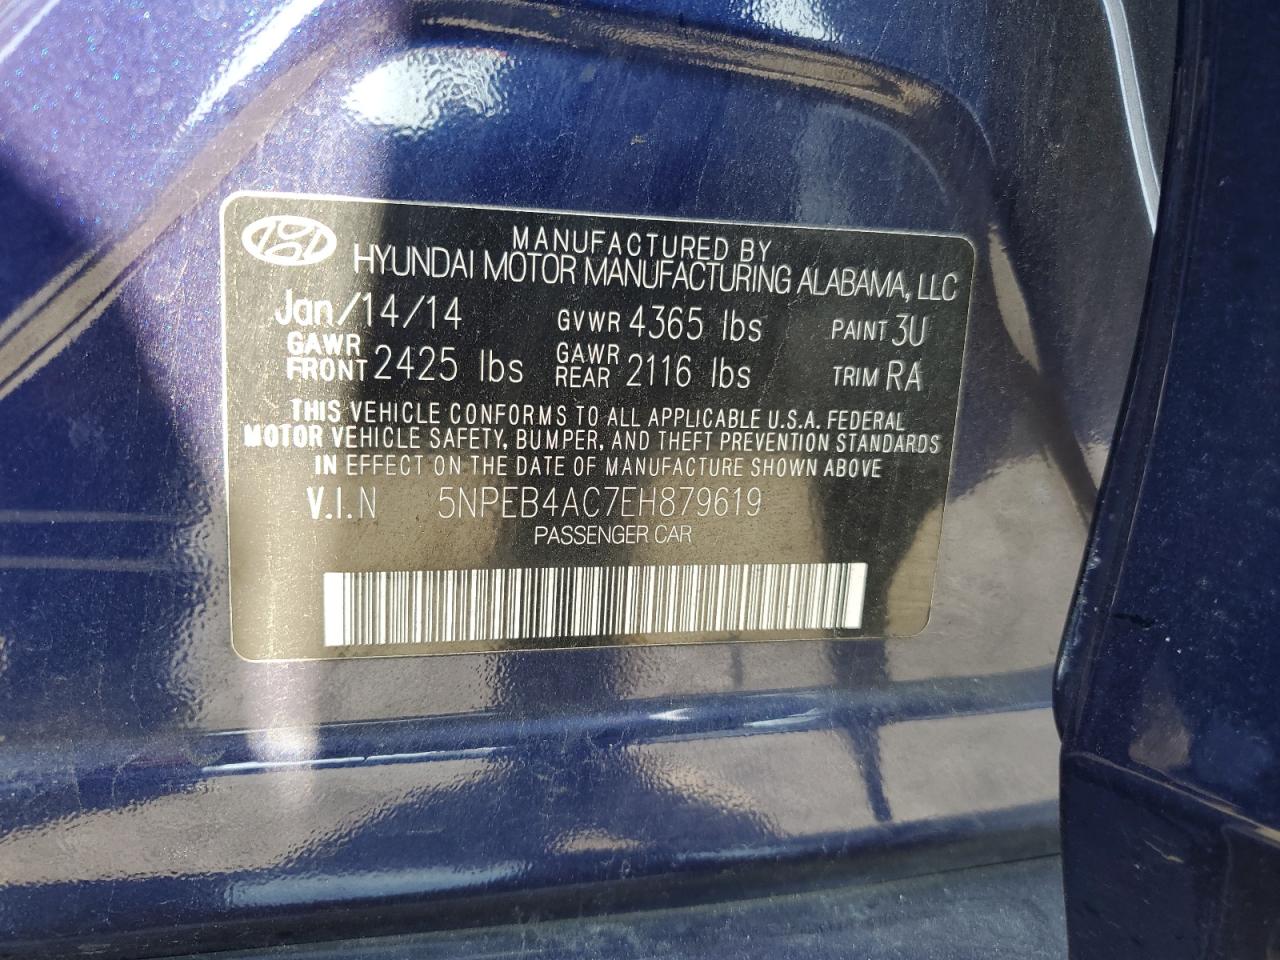 MANUFACTURED BY
HYUNDAI MOTOR MANUFACTURING ALABAMA, LLC
Jan/14/14 GVWR 4365 lbs PAINT 3U
GAWR FRONT 2425 lbs GAWR REAR 2116 lbs TRIM RA
THIS VEHICLE CONFORMS TO ALL APPLICABLE U.S.A. FEDERAL
MOTOR VEHICLE SAFETY, BUMPER, AND THEFT PREVENTION STANDARDS
IN EFFECT ON THE DATE OF MANUFACTURE SHOWN ABOVE
V.I.N 5NPEB4AC7EH879619
PASSENGER CAR